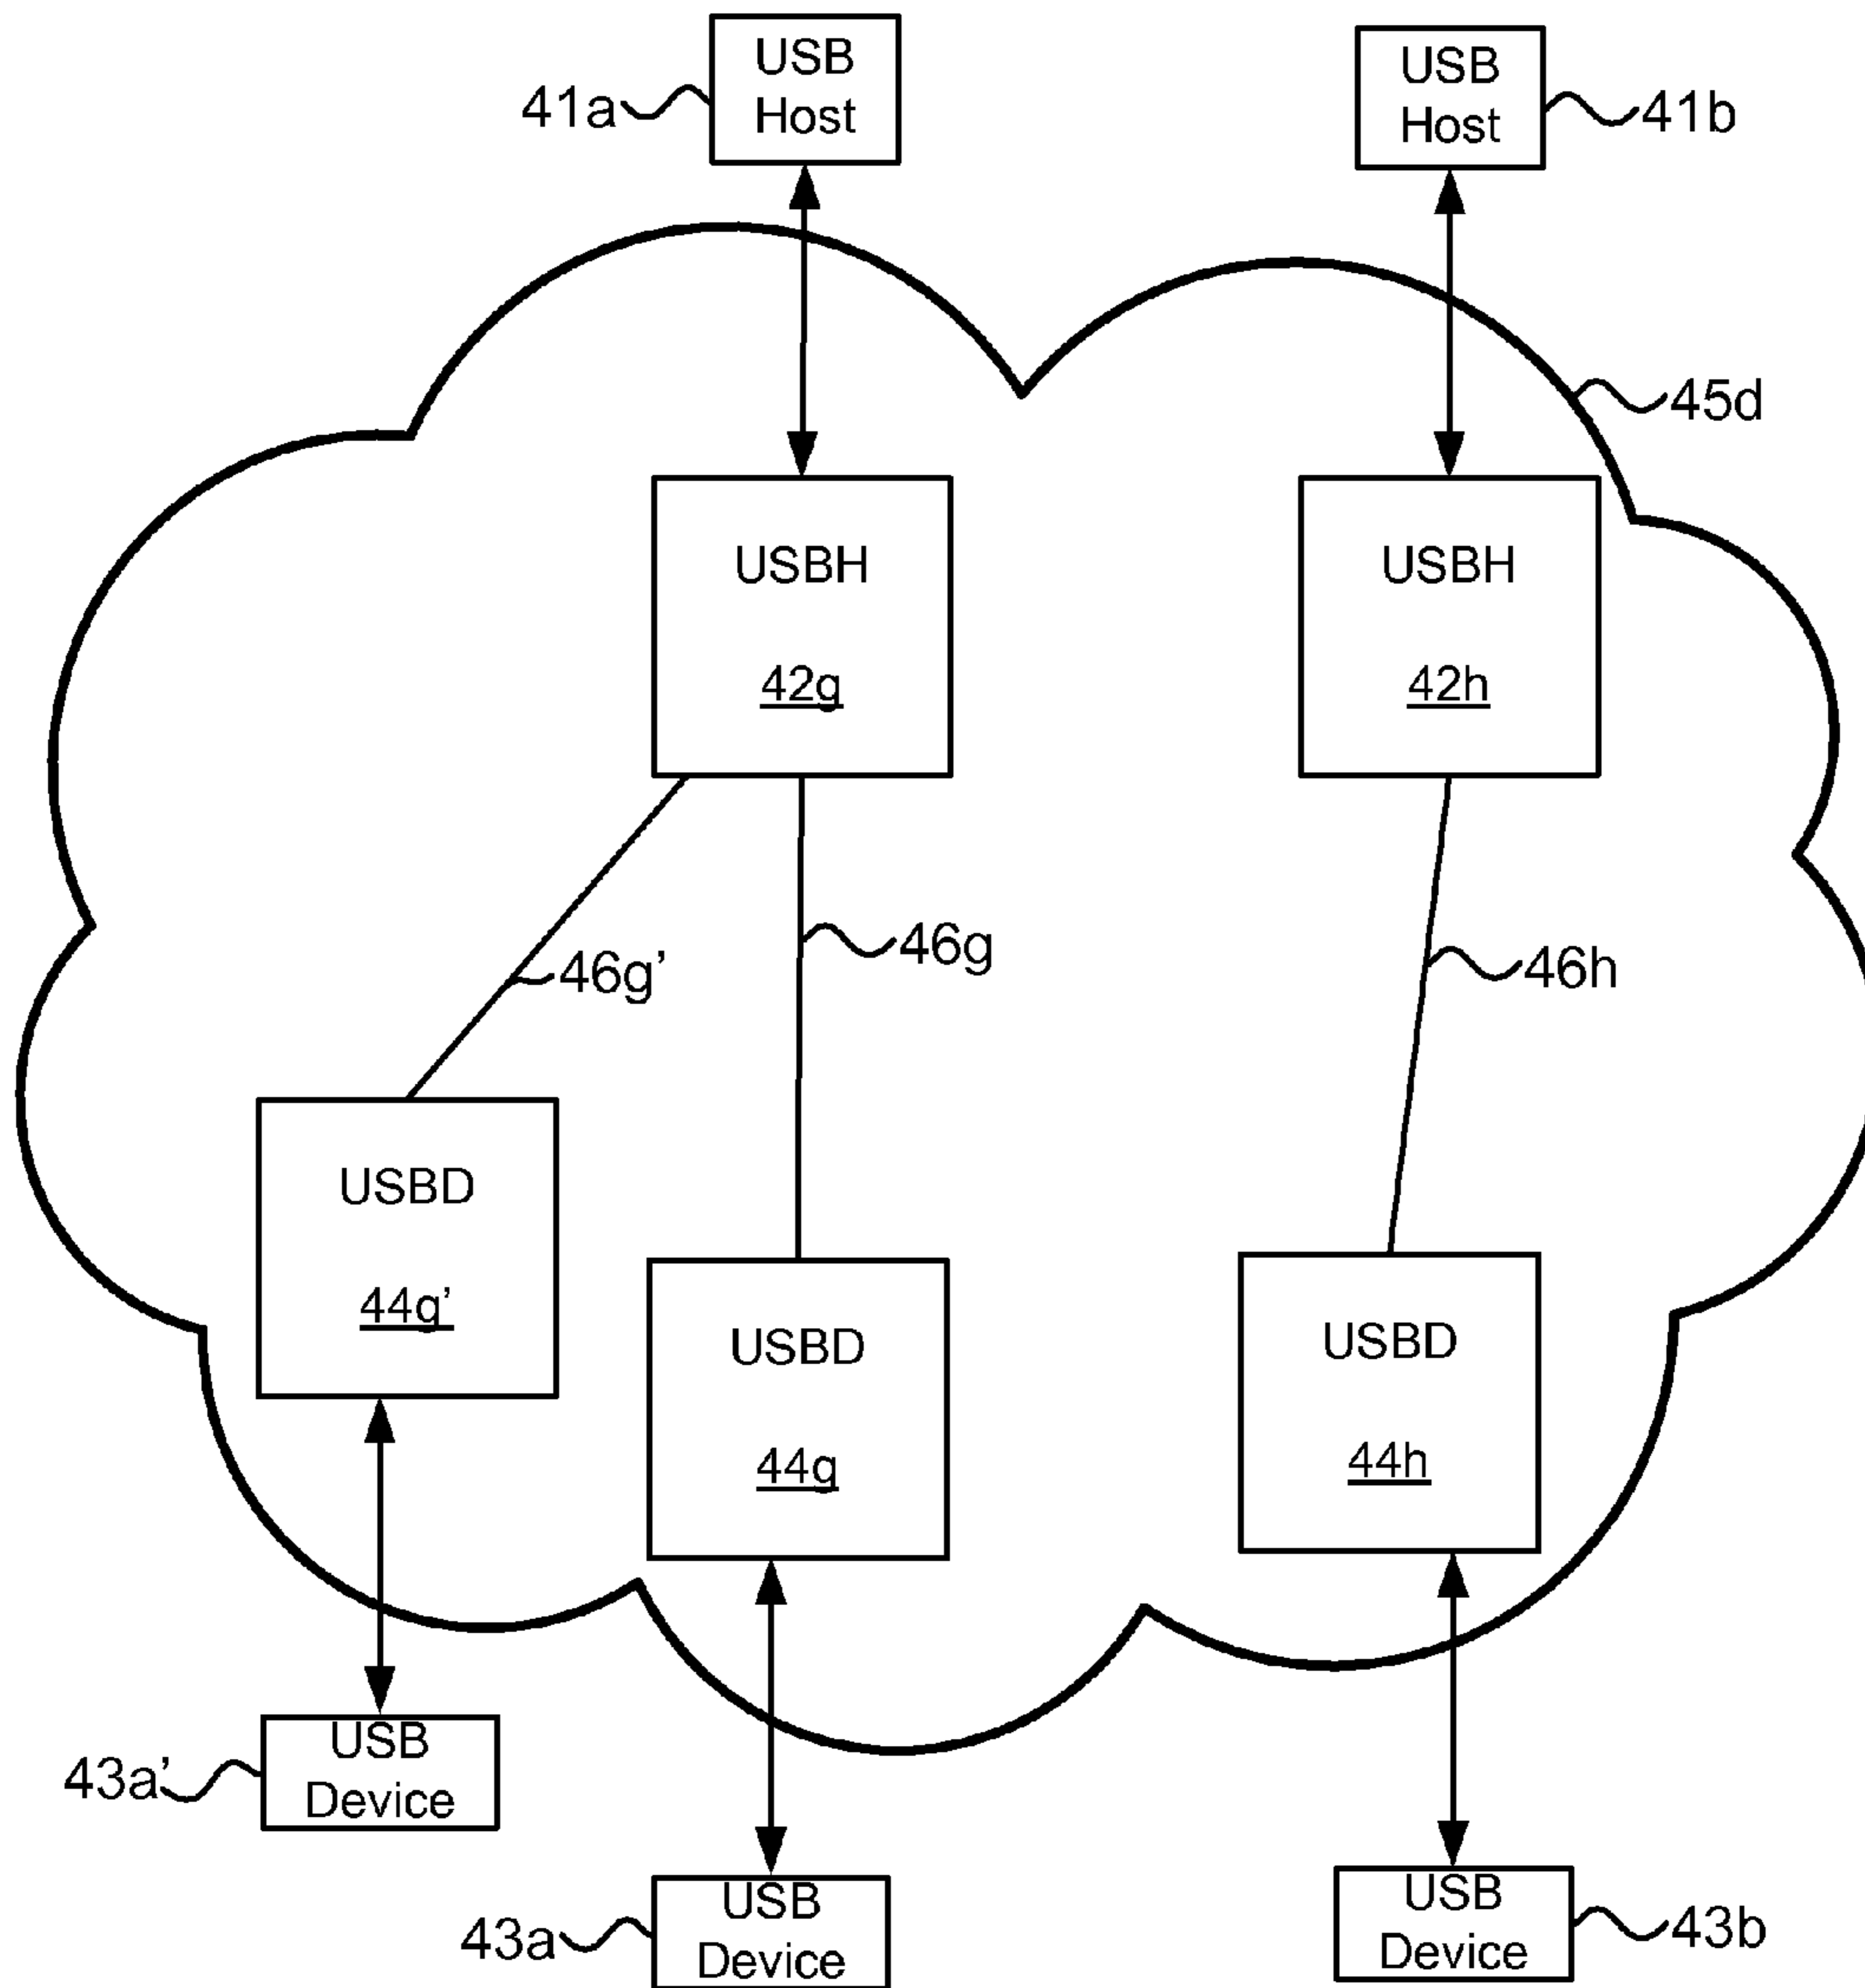 USB
Host
41a
USB
Host
41b
45d
USBH
42g
USBH
42h
46g’
46g
46h
USBD
44g’
USBD
44g
USBD
44h
USB
Device
43a’
USB
Device
43a
USB
Device
43b